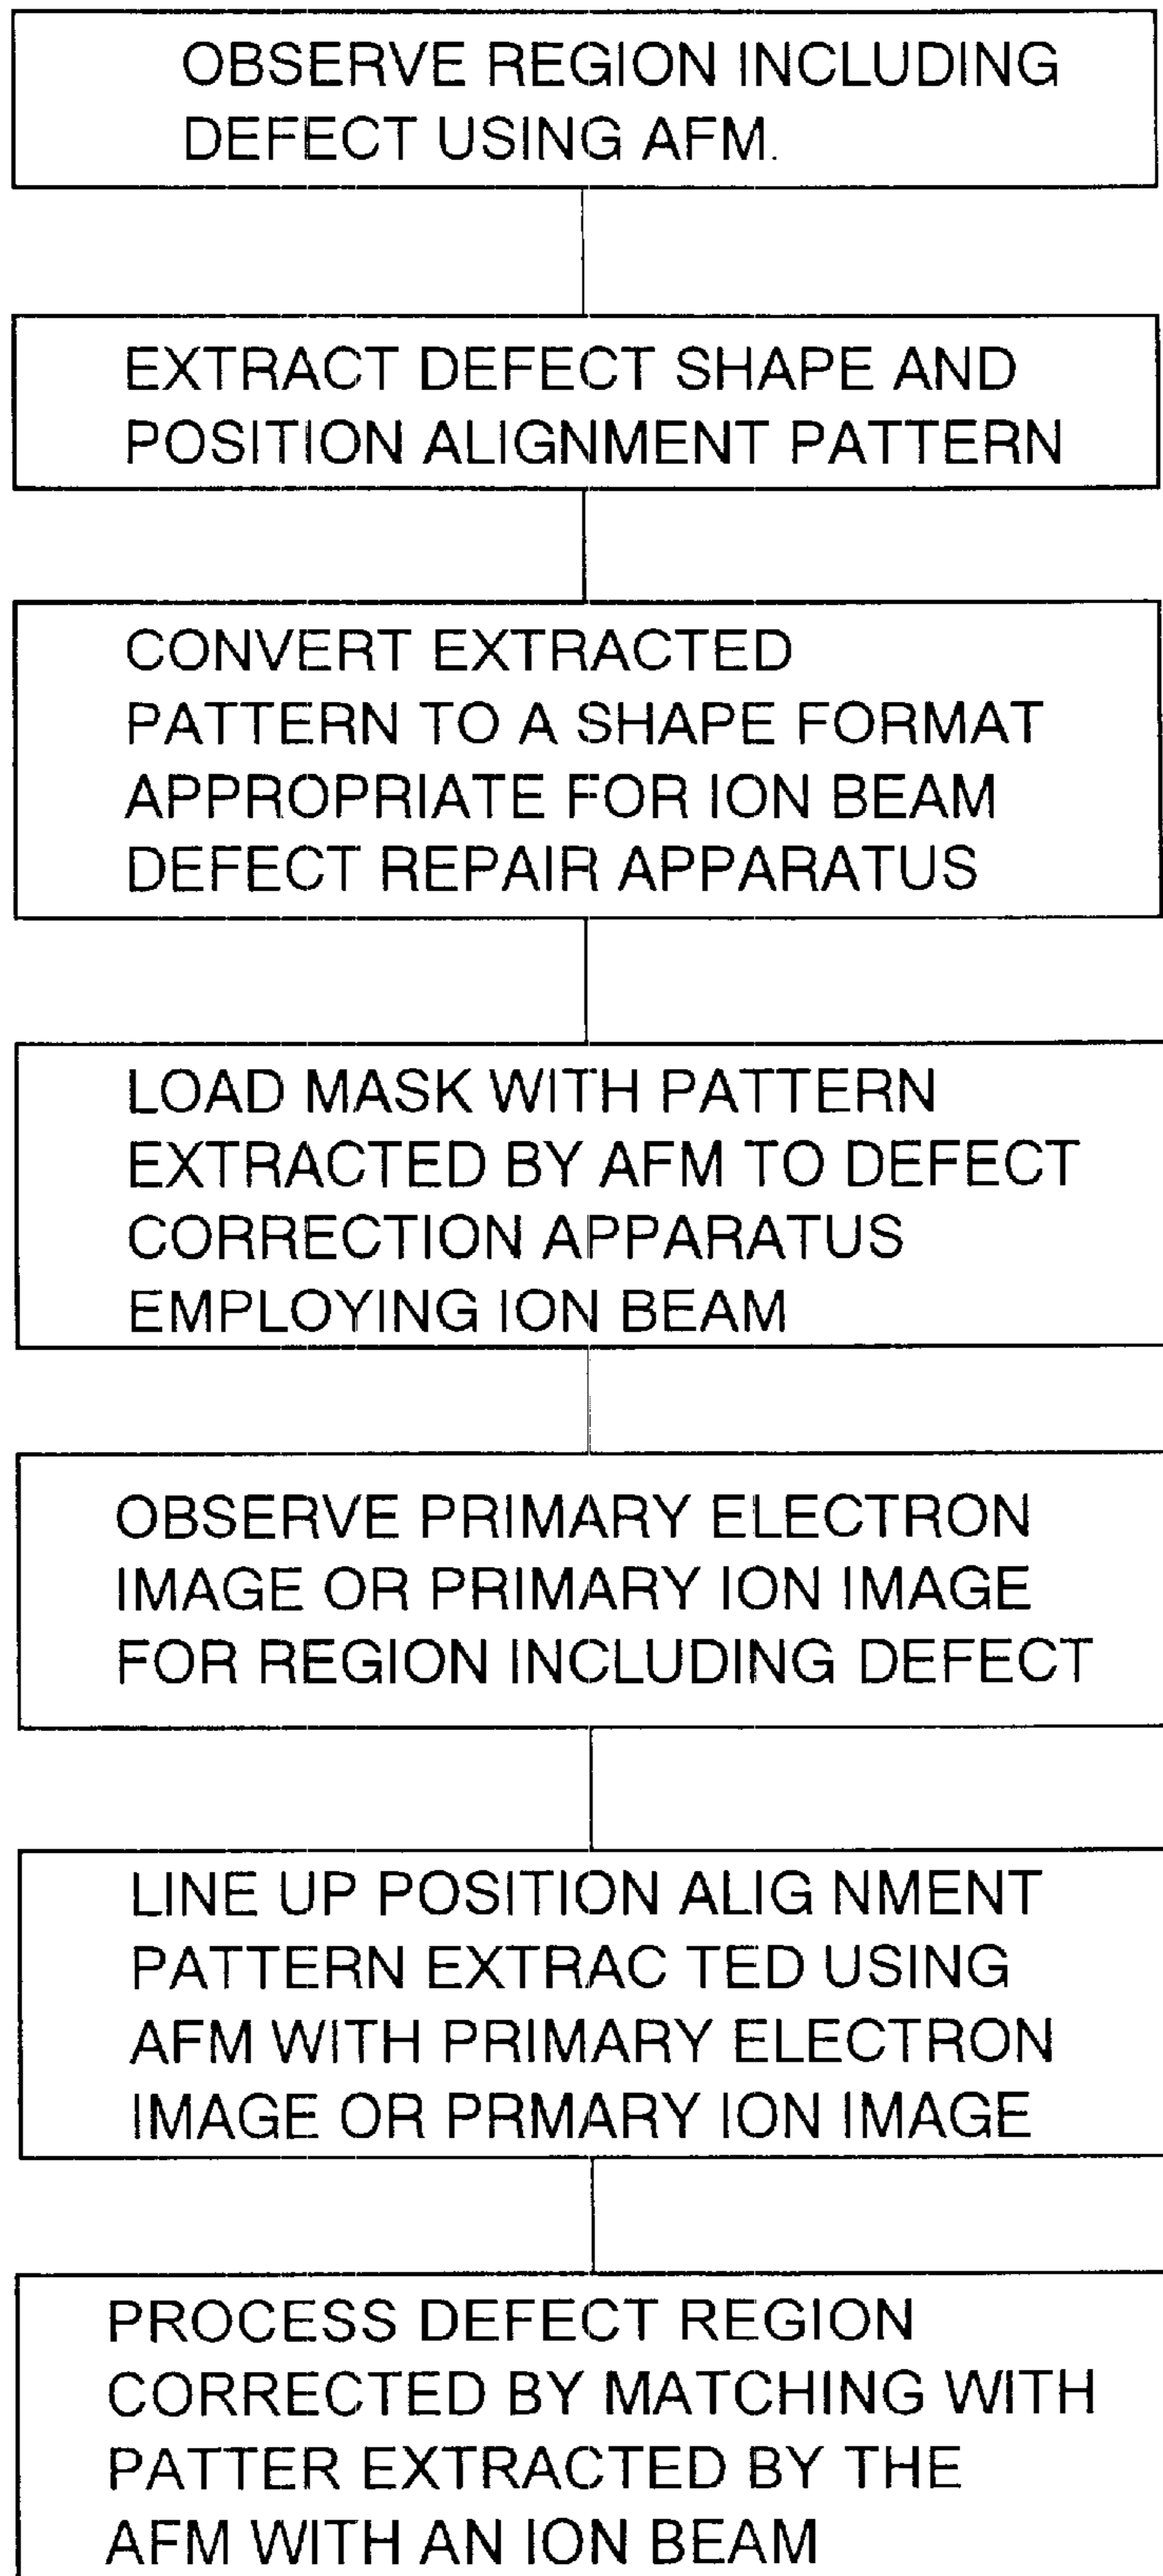 OBSERVE REGION INCLUDING
DEFECT USING AFM.
EXTRACT DEFECT SHAPE AND
POSITION ALIGNMENT PATTERN
CONVERT EXTRACTED
PATTERN TO A SHAPE FORMAT
APPROPRIATE FOR ION BEAM
DEFECT REPAIR APPARATUS
LOAD MASK WITH PATTERN
EXTRACTED BY AFM TO DEFECT
CORRECTION APPARATUS
EMPLOYING ION BEAM
OBSERVE PRIMARY ELECTRON
IMAGE OR PRIMARY ION IMAGE
FOR REGION INCLUDING DEFECT
LINE UP POSITION ALIG NMENT
PATTERN EXTRAC TED USING
AFM WITH PRIMARY ELECTRON
IMAGE OR PRMARY ION IMAGE
PROCESS DEFECT REGION
CORRECTED BY MATCHING WITH
PATTER EXTRACTED BY THE
AFM WITH AN ION BEAM